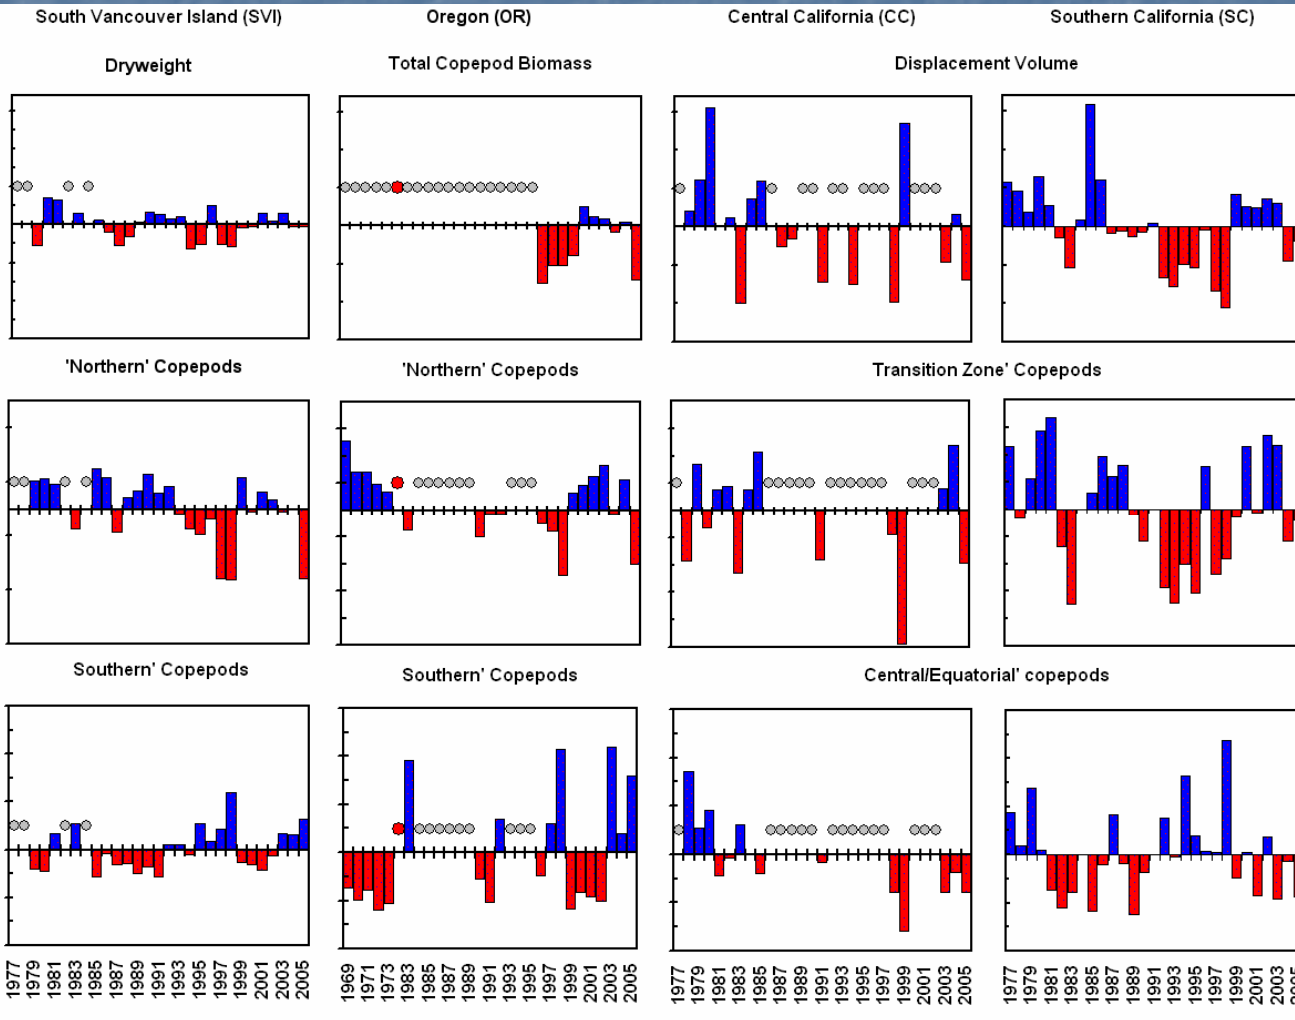 South Vancouver Island (SVI) Oregon (OR) Central California (CC) Southern California (SC)
Dryweight Total Copepod Biomass Displacement Volume
'Northern' Copepods 'Northern' Copepods Transition Zone' Copepods
Southern' Copepods Southern' Copepods Central/Equatorial' copepods
1977 1979 1981 1983 1985 1987 1989 1991 1993 1995 1997 1999 2001 2003 2005
1969 1971 1973 1983 1985 1987 1989 1991 1993 1995 1997 1999 2001 2003 2005
1977 1979 1981 1983 1985 1987 1989 1991 1993 1995 1997 1999 2001 2003 2005
1977 1979 1981 1983 1985 1987 1989 1991 1993 1995 1997 1999 2001 2003